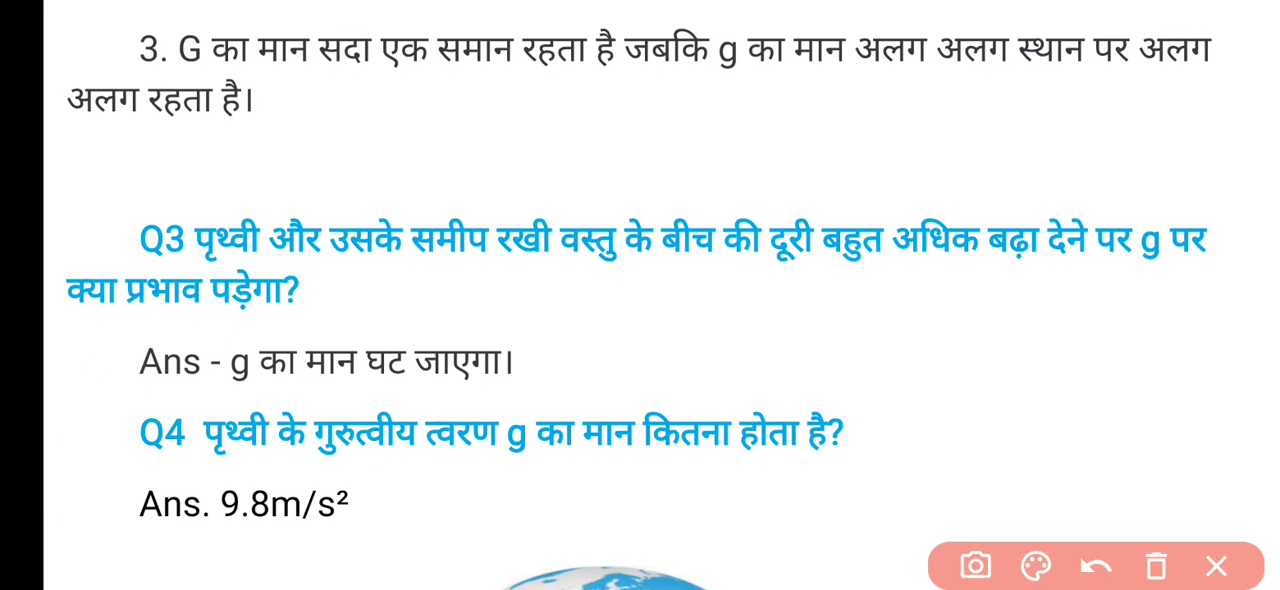 3. G का मान सदा एक समान रहता है जबकि g का मान अलग अलग स्थान पर अलग
अलग रहता है।
Q3 पृथ्वी और उसके समीप रखी वस्तु के बीच की दूरी बहुत अधिक बढ़ा देने पर g पर
क्या प्रभाव पड़ेगा?
Ans - g का मान घट जाएगा।
Q4 पृथ्वी के गुरुत्वीय त्वरण g का मान कितना होता है?
Ans. 9.8m/s²